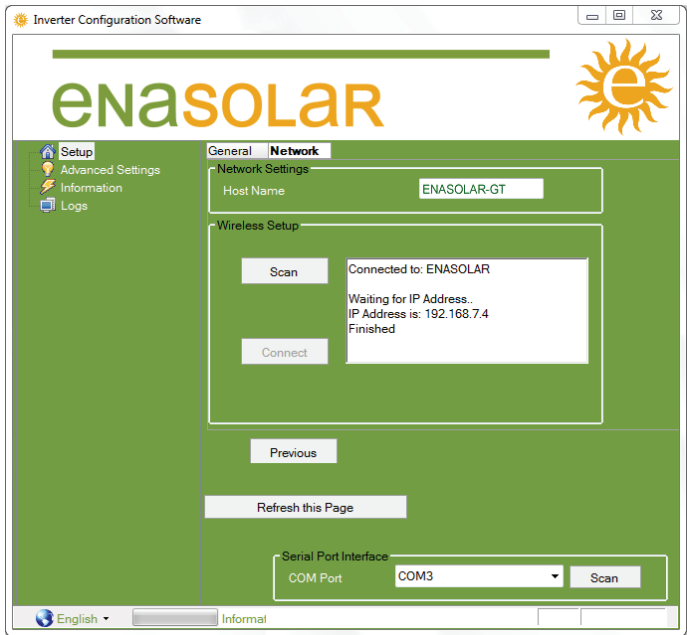 Inverter Configuration Software
enasolar
Setup
Advanced Settings
Information
Logs
General Network
Network Settings
Host Name ENASOLAR-GT
Wireless Setup
Scan
Connected to: ENASOLAR
Waiting for IP Address..
IP Address is: 192.168.7.4
Finished
Connect
Previous
Refresh this Page
Serial Port Interface
COM Port COM3 Scan
English Informat